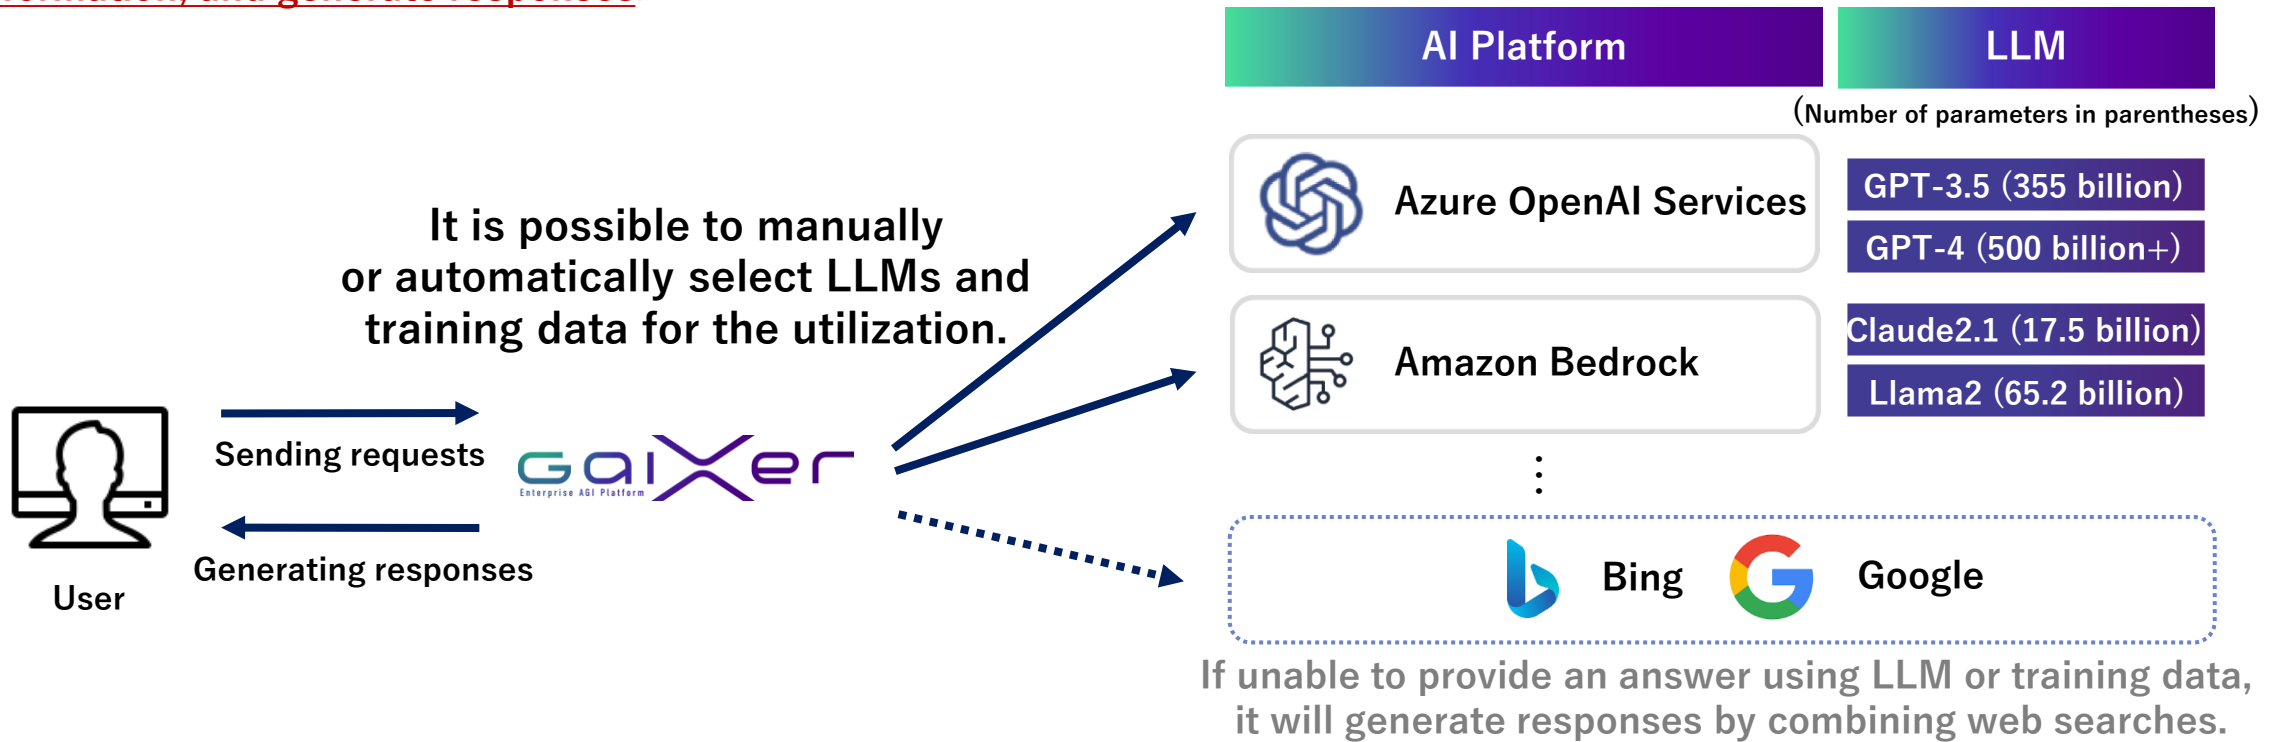 and generate responses.
AI Platform
LLM
(Number of parameters in parentheses)
It is possible to manually
or automatically select LLMs and
training data for the utilization.
Azure OpenAI Services
GPT-3.5 (355 billion)
GPT-4 (500 billion+)
Amazon Bedrock
Claude2.1 (17.5 billion)
Llama2 (65.2 billion)
Sending requests
Gaixer
Enterprise AGI Platform
Generating responses
User
⋮
Bing
Google
If unable to provide an answer using LLM or training data,
it will generate responses by combining web searches.